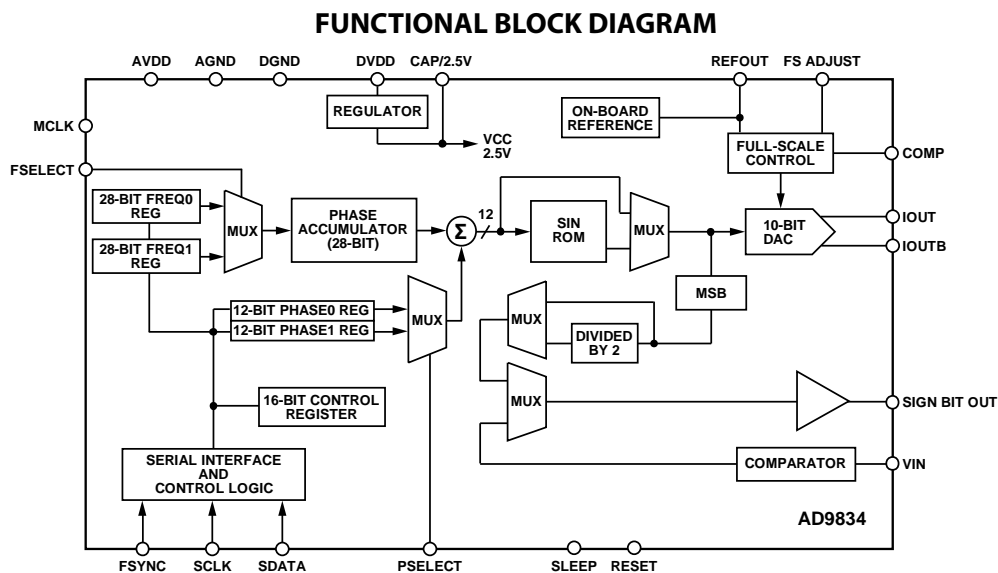 FUNCTIONAL BLOCK DIAGRAM
AVDD
AGND
DGND
DVDD
CAP/2.5V
REFOUT
FS ADJUST
REGULATOR
VCC
2.5V
ON-BOARD
REFERENCE
FULL-SCALE
CONTROL
COMP
MCLK
FSELECT
28-BIT FREQ0
REG
28-BIT FREQ1
REG
MUX
PHASE
ACCUMULATOR
(28-BIT)
Σ
12
SIN
ROM
MUX
10-BIT
DAC
IOUT
IOUTB
MSB
12-BIT PHASE0 REG
12-BIT PHASE1 REG
MUX
MUX
DIVIDED
BY 2
16-BIT CONTROL
REGISTER
MUX
SIGN BIT OUT
SERIAL INTERFACE
AND
CONTROL LOGIC
COMPARATOR
VIN
AD9834
FSYNC
SCLK
SDATA
PSELECT
SLEEP
RESET